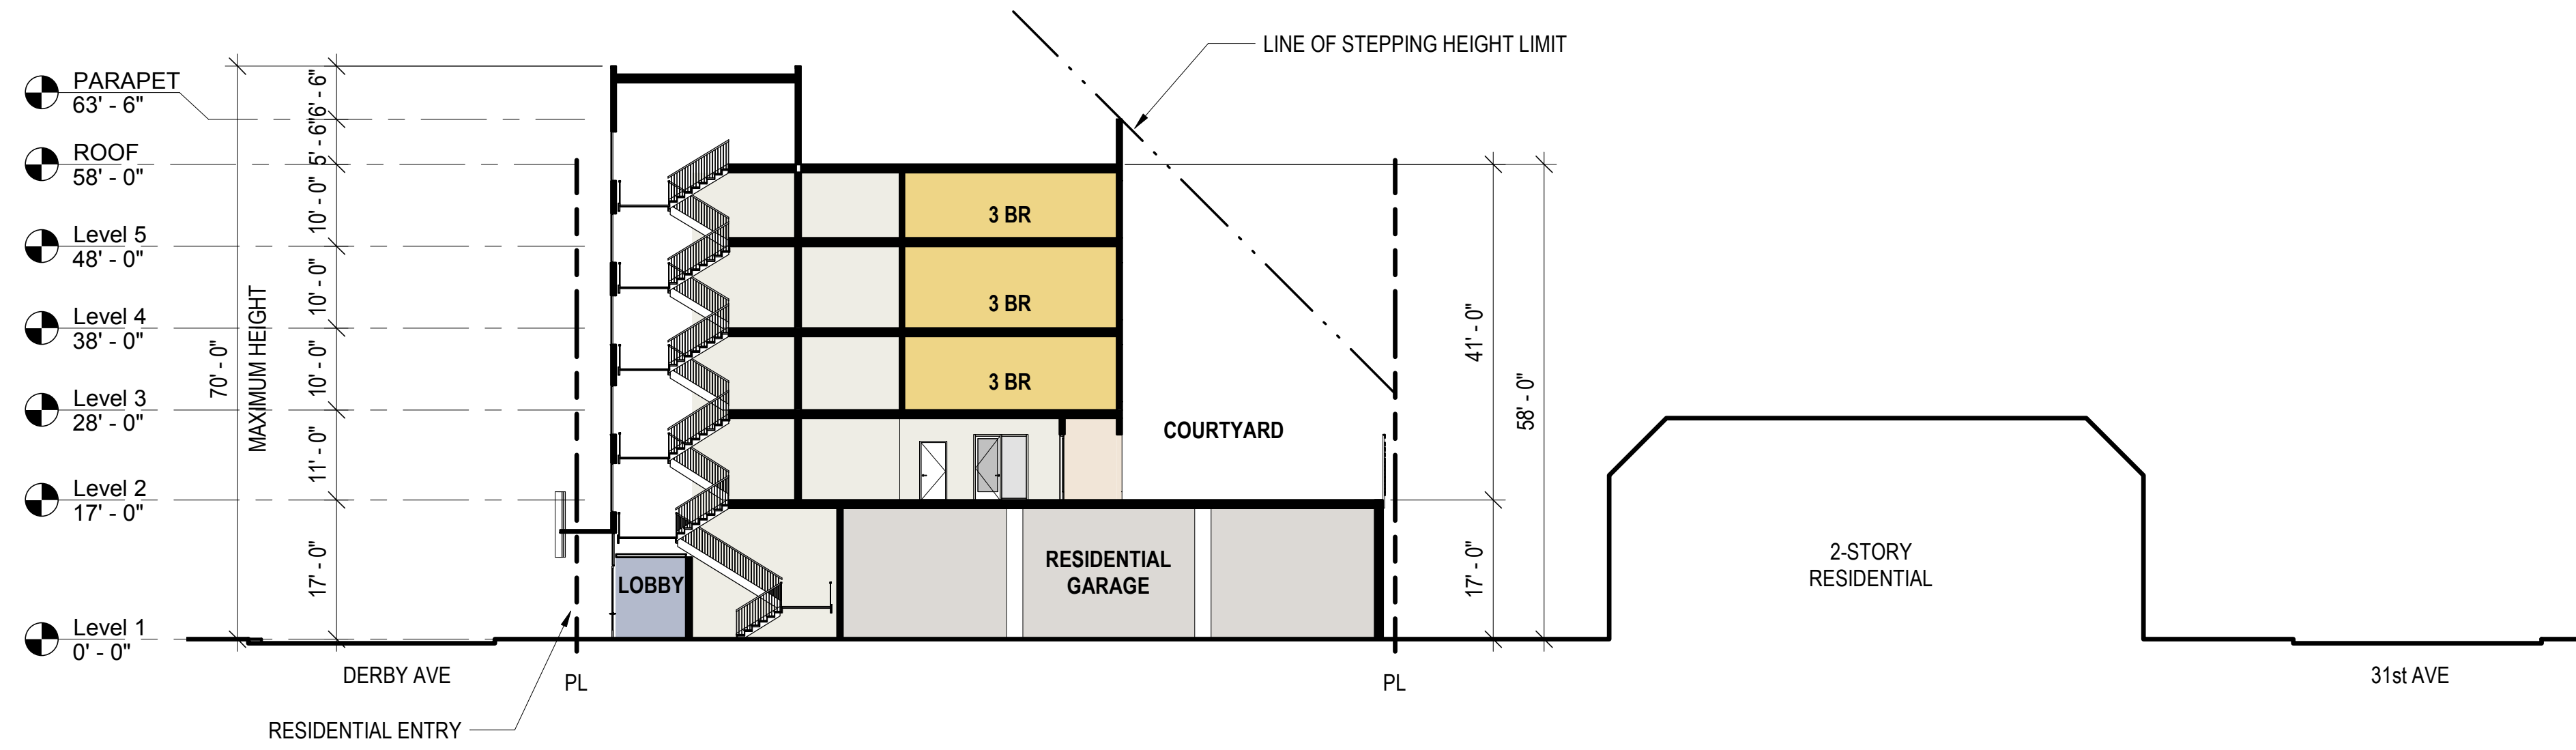 LINE OF STEPPING HEIGHT LIMIT
PARAPET
63' - 6"
ROOF
58' - 0"
Level 5
48' - 0"
Level 4
38' - 0"
Level 3
28' - 0"
Level 2
17' - 0"
Level 1
0' - 0"
70' - 0"
MAXIMUM HEIGHT
6' - 6"
5' - 6"
10' - 0"
10' - 0"
10' - 0"
11' - 0"
17' - 0"
3 BR
3 BR
3 BR
COURTYARD
LOBBY
RESIDENTIAL
GARAGE
41' - 0"
17' - 0"
58' - 0"
2-STORY
RESIDENTIAL
DERBY AVE
PL
PL
31st AVE
RESIDENTIAL ENTRY